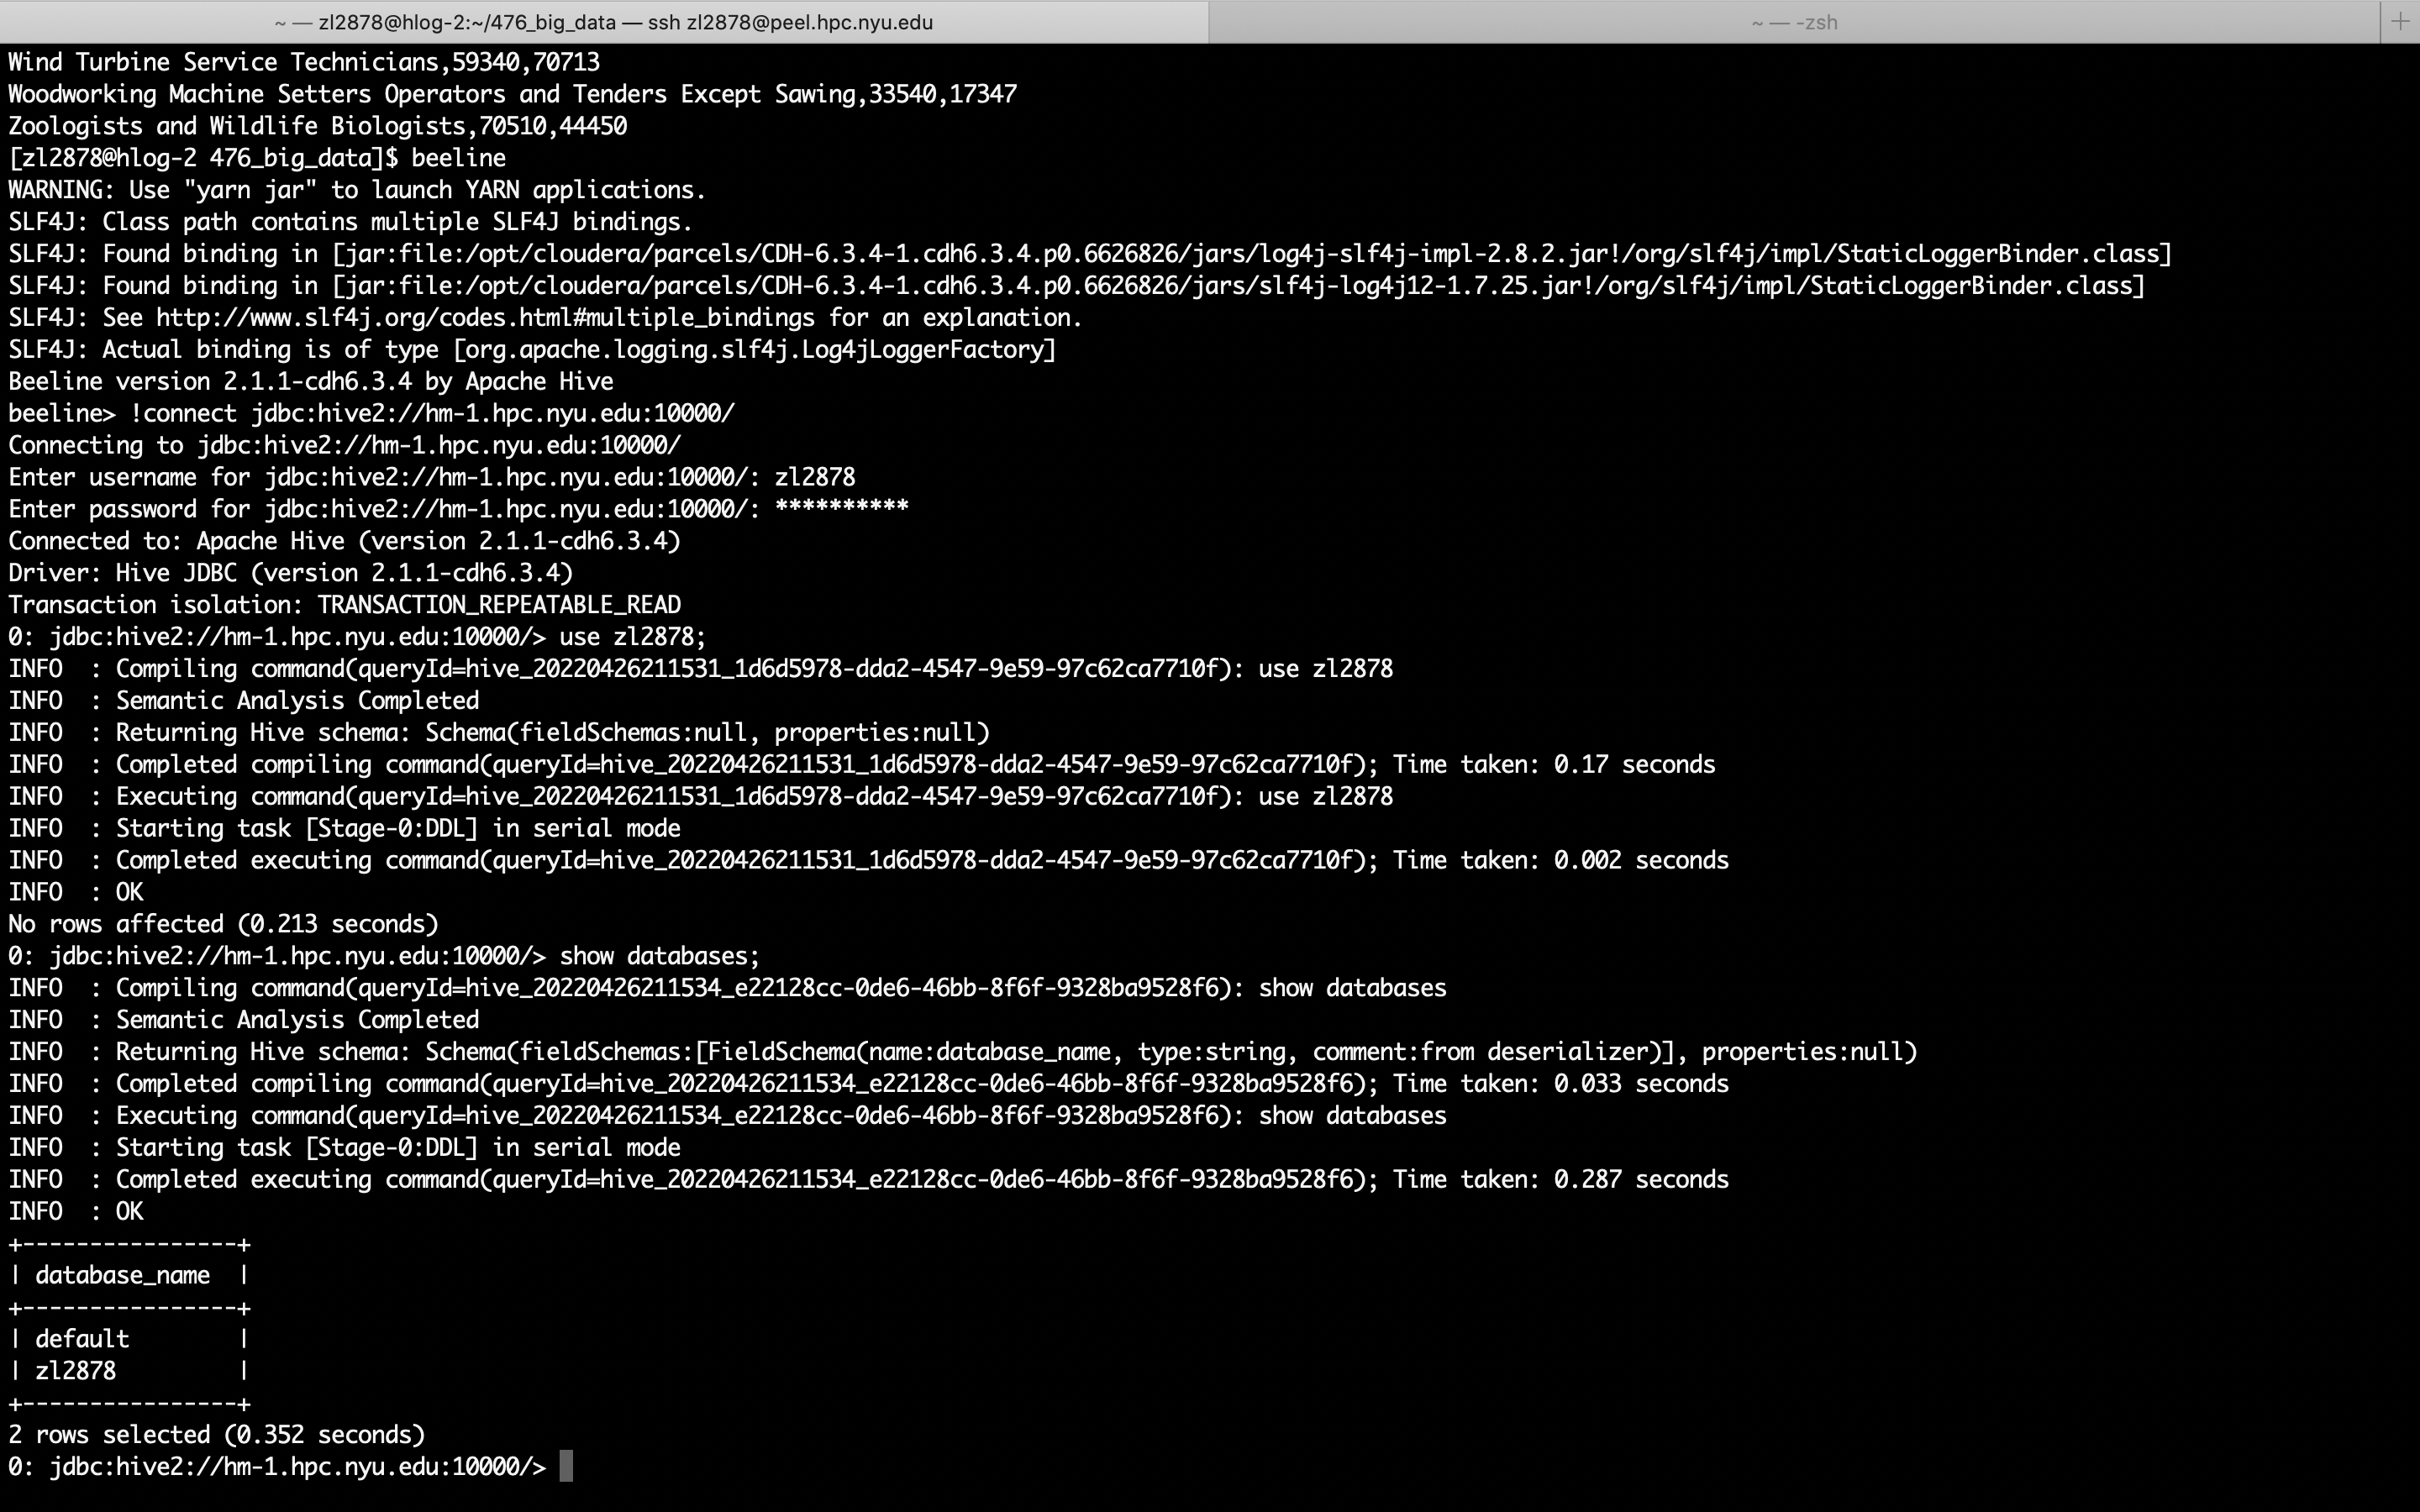 ~ — zl2878@hlog-2:~/476_big_data — ssh zl2878@peel.hpc.nyu.edu
~ — -zsh
+
Wind Turbine Service Technicians,59340,70713
Woodworking Machine Setters Operators and Tenders Except Sawing,33540,17347
Zoologists and Wildlife Biologists,70510,44450
[zl2878@hlog-2 476_big_data]$ beeline
WARNING: Use "yarn jar" to launch YARN applications.
SLF4J: Class path contains multiple SLF4J bindings.
SLF4J: Found binding in [jar:file:/opt/cloudera/parcels/CDH-6.3.4-1.cdh6.3.4.p0.6626826/jars/log4j-slf4j-impl-2.8.2.jar!/org/slf4j/impl/StaticLoggerBinder.class]
SLF4J: Found binding in [jar:file:/opt/cloudera/parcels/CDH-6.3.4-1.cdh6.3.4.p0.6626826/jars/slf4j-log4j12-1.7.25.jar!/org/slf4j/impl/StaticLoggerBinder.class]
SLF4J: See http://www.slf4j.org/codes.html#multiple_bindings for an explanation.
SLF4J: Actual binding is of type [org.apache.logging.slf4j.Log4jLoggerFactory]
Beeline version 2.1.1-cdh6.3.4 by Apache Hive
beeline> !connect jdbc:hive2://hm-1.hpc.nyu.edu:10000/
Connecting to jdbc:hive2://hm-1.hpc.nyu.edu:10000/
Enter username for jdbc:hive2://hm-1.hpc.nyu.edu:10000/: zl2878
Enter password for jdbc:hive2://hm-1.hpc.nyu.edu:10000/: **********
Connected to: Apache Hive (version 2.1.1-cdh6.3.4)
Driver: Hive JDBC (version 2.1.1-cdh6.3.4)
Transaction isolation: TRANSACTION_REPEATABLE_READ
0: jdbc:hive2://hm-1.hpc.nyu.edu:10000/> use zl2878;
INFO  : Compiling command(queryId=hive_20220426211531_1d6d5978-dda2-4547-9e59-97c62ca7710f): use zl2878
INFO  : Semantic Analysis Completed
INFO  : Returning Hive schema: Schema(fieldSchemas:null, properties:null)
INFO  : Completed compiling command(queryId=hive_20220426211531_1d6d5978-dda2-4547-9e59-97c62ca7710f); Time taken: 0.17 seconds
INFO  : Executing command(queryId=hive_20220426211531_1d6d5978-dda2-4547-9e59-97c62ca7710f): use zl2878
INFO  : Starting task [Stage-0:DDL] in serial mode
INFO  : Completed executing command(queryId=hive_20220426211531_1d6d5978-dda2-4547-9e59-97c62ca7710f); Time taken: 0.002 seconds
INFO  : OK
No rows affected (0.213 seconds)
0: jdbc:hive2://hm-1.hpc.nyu.edu:10000/> show databases;
INFO  : Compiling command(queryId=hive_20220426211534_e22128cc-0de6-46bb-8f6f-9328ba9528f6): show databases
INFO  : Semantic Analysis Completed
INFO  : Returning Hive schema: Schema(fieldSchemas:[FieldSchema(name:database_name, type:string, comment:from deserializer)], properties:null)
INFO  : Completed compiling command(queryId=hive_20220426211534_e22128cc-0de6-46bb-8f6f-9328ba9528f6); Time taken: 0.033 seconds
INFO  : Executing command(queryId=hive_20220426211534_e22128cc-0de6-46bb-8f6f-9328ba9528f6): show databases
INFO  : Starting task [Stage-0:DDL] in serial mode
INFO  : Completed executing command(queryId=hive_20220426211534_e22128cc-0de6-46bb-8f6f-9328ba9528f6); Time taken: 0.287 seconds
INFO  : OK
+----------------+
| database_name  |
+----------------+
| default        |
| zl2878         |
+----------------+
2 rows selected (0.352 seconds)
0: jdbc:hive2://hm-1.hpc.nyu.edu:10000/>